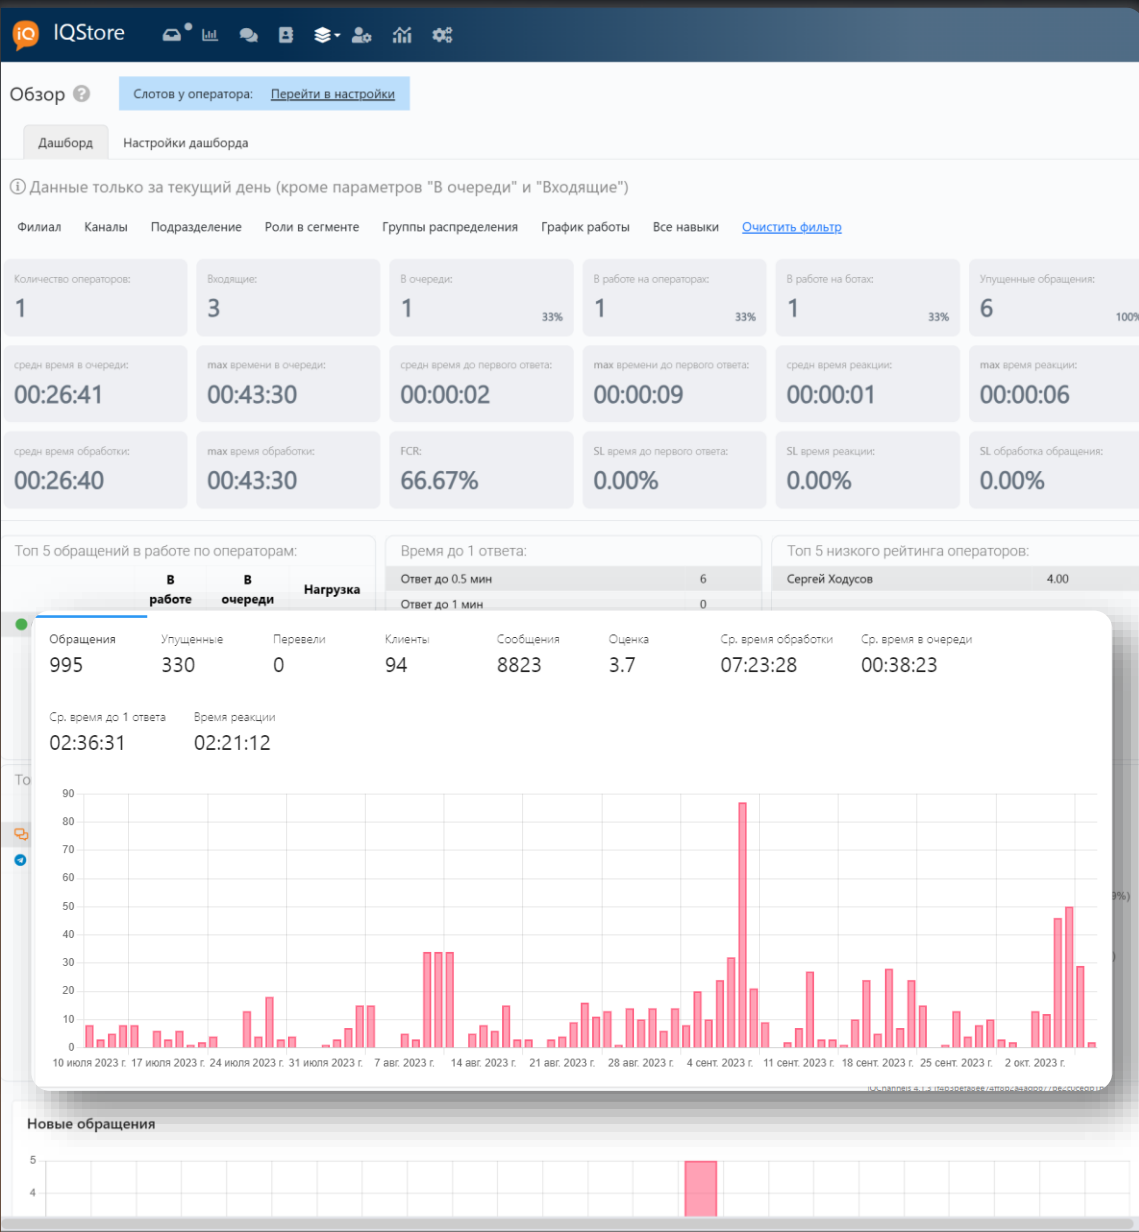 iQ IQStore
Обзор ? Слотов у оператора: Перейти в настройки
Дашборд Настройки дашборда
Данные только за текущий день (кроме параметров "В очереди" и "Входящие")
Филиал Каналы Подразделение Роли в сегменте Группы распределения График работы Все навыки Очистить фильтр
Количество операторов: Входящие: В очереди: В работе на операторах: В работе на ботах: Упущенные обращения:
1 3 1 33% 1 33% 1 33% 6 100%
средн время в очереди: max времени в очереди: средн время до первого ответа: max времени до первого ответа: средн время реакции: max время реакции:
00:26:41 00:43:30 00:00:02 00:00:09 00:00:01 00:00:06
средн время обработки: max время обработки: FCR: SL время до первого ответа: SL время реакции: SL обработка обращения:
00:26:40 00:43:30 66.67% 0.00% 0.00% 0.00%
Топ 5 обращений в работе по операторам: Время до 1 ответа: Топ 5 низкого рейтинга операторов:
В работе В очереди Нагрузка
Ответ до 0.5 мин 6 Сергей Ходусов 4.00
Ответ до 1 мин 0
Обращения Упущенные Перевели Клиенты Сообщения Оценка Ср. время обработки Ср. время в очереди
995 330 0 94 8823 3.7 07:23:28 00:38:23
Ср. время до 1 ответа Время реакции
02:36:31 02:21:12
То
90
80
70
60
50
9%)
40
30
20
10
0
10 июля 2023 г. 17 июля 2023 г. 24 июля 2023 г. 31 июля 2023 г. 7 авг. 2023 г. 14 авг. 2023 г. 21 авг. 2023 г. 28 авг. 2023 г. 4 сент. 2023 г. 11 сент. 2023 г. 18 сент. 2023 г. 25 сент. 2023 г. 2 окт. 2023 г.
Новые обращения
5
4